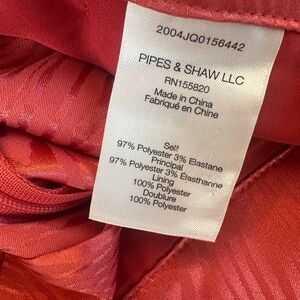 2004JQ0156442
PIPES & SHAW LLC
RN155820
Made in China
Fabriqué en Chine
Self
97% Polyester 3% Elastane
Principal
97% Polyester 3% Élasthanne
Lining
100% Polyester
Doublure
100% Polyester